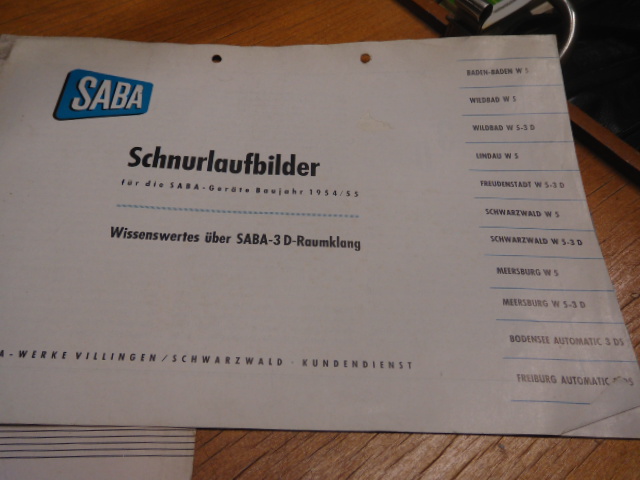 SABA
Schnurlaufbilder
für die SABA-Geräte Baujahr 1954/55
Wissenswertes über SABA-3 D-Raumklang
A-WERKE VILLINGEN/SCHWARZWALD · KUNDENDIENST
BADEN-BADEN W 5
WILDBAD W 5
WILDBAD W 5-3 D
LINDAU W 5
FREUDENSTADT W 5-3 D
SCHWARZWALD W 5
SCHWARZWALD W 5-3 D
MEERSBURG W 5
MEERSBURG W 5-3 D
BODENSEE AUTOMATIC 3 DS
FREIBURG AUTOMATIC